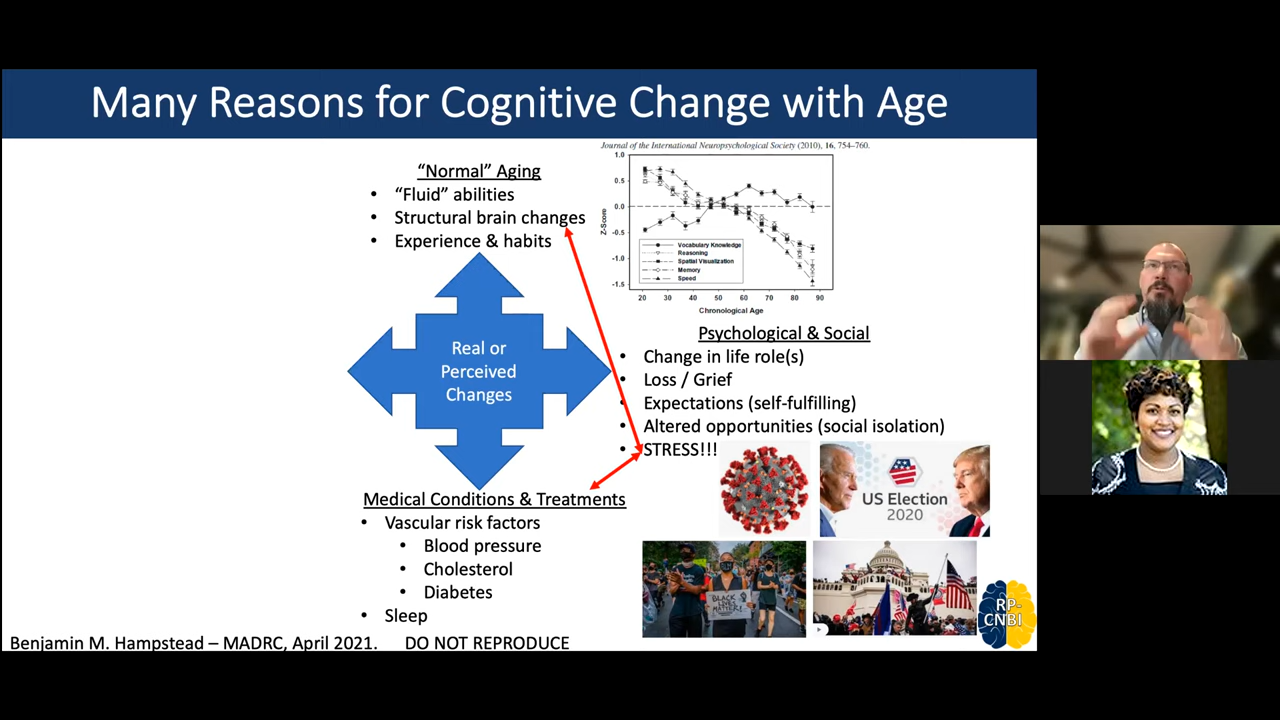 Many Reasons for Cognitive Change with Age
Journal of the International Neuropsychological Society (2010), 16, 754–760.
"Normal" Aging
• "Fluid" abilities
• Structural brain changes
• Experience & habits
1.0
0.5
0.0
-0.5
-1.0
-1.5
Z-Score
Vocabulary Knowledge
Reasoning
Spatial Visualization
Memory
Speed
20 30 40 50 60 70 80 90
Chronological Age
Real or
Perceived
Changes
Psychological & Social
• Change in life role(s)
• Loss / Grief
• Expectations (self-fulfilling)
• Altered opportunities (social isolation)
• STRESS!!!
US Election
2020
BLACK
LIVES
MATTER!
Medical Conditions & Treatments
• Vascular risk factors
• Blood pressure
• Cholesterol
• Diabetes
• Sleep
RP-
CNBI
Benjamin M. Hampstead – MADRC, April 2021. DO NOT REPRODUCE